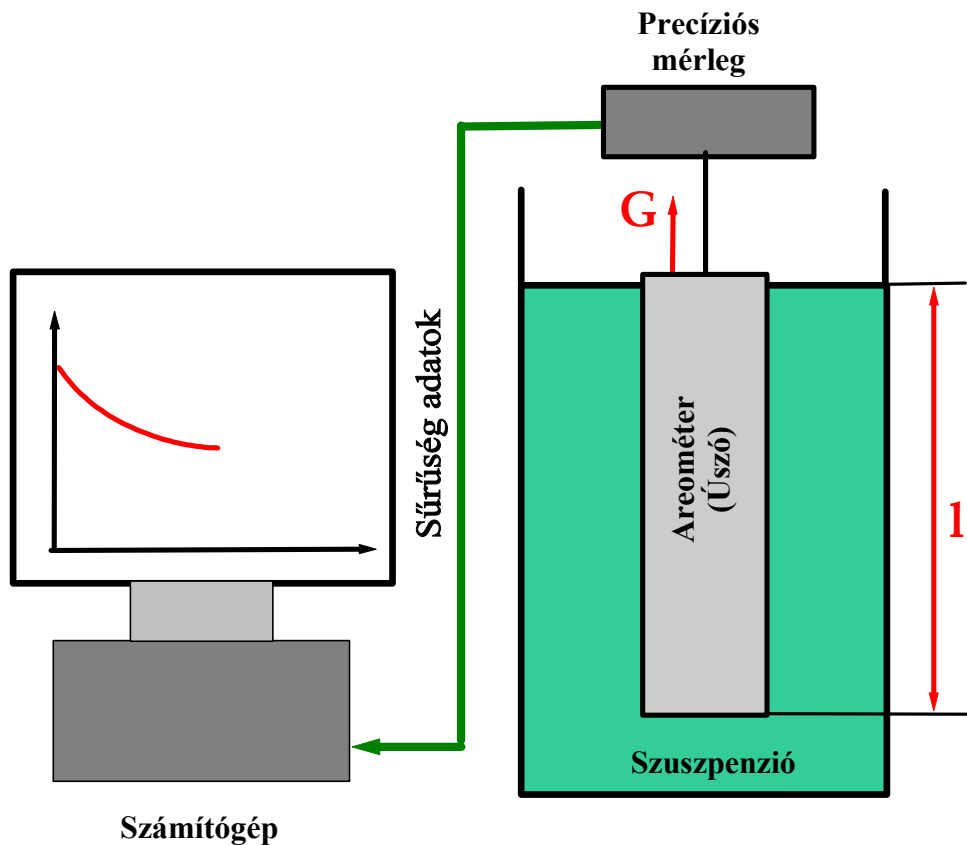 Precíziós
mérleg
G
Sűrűség adatok
Areométer
(Úszó)
l
Szuszpenzió
Számítógép